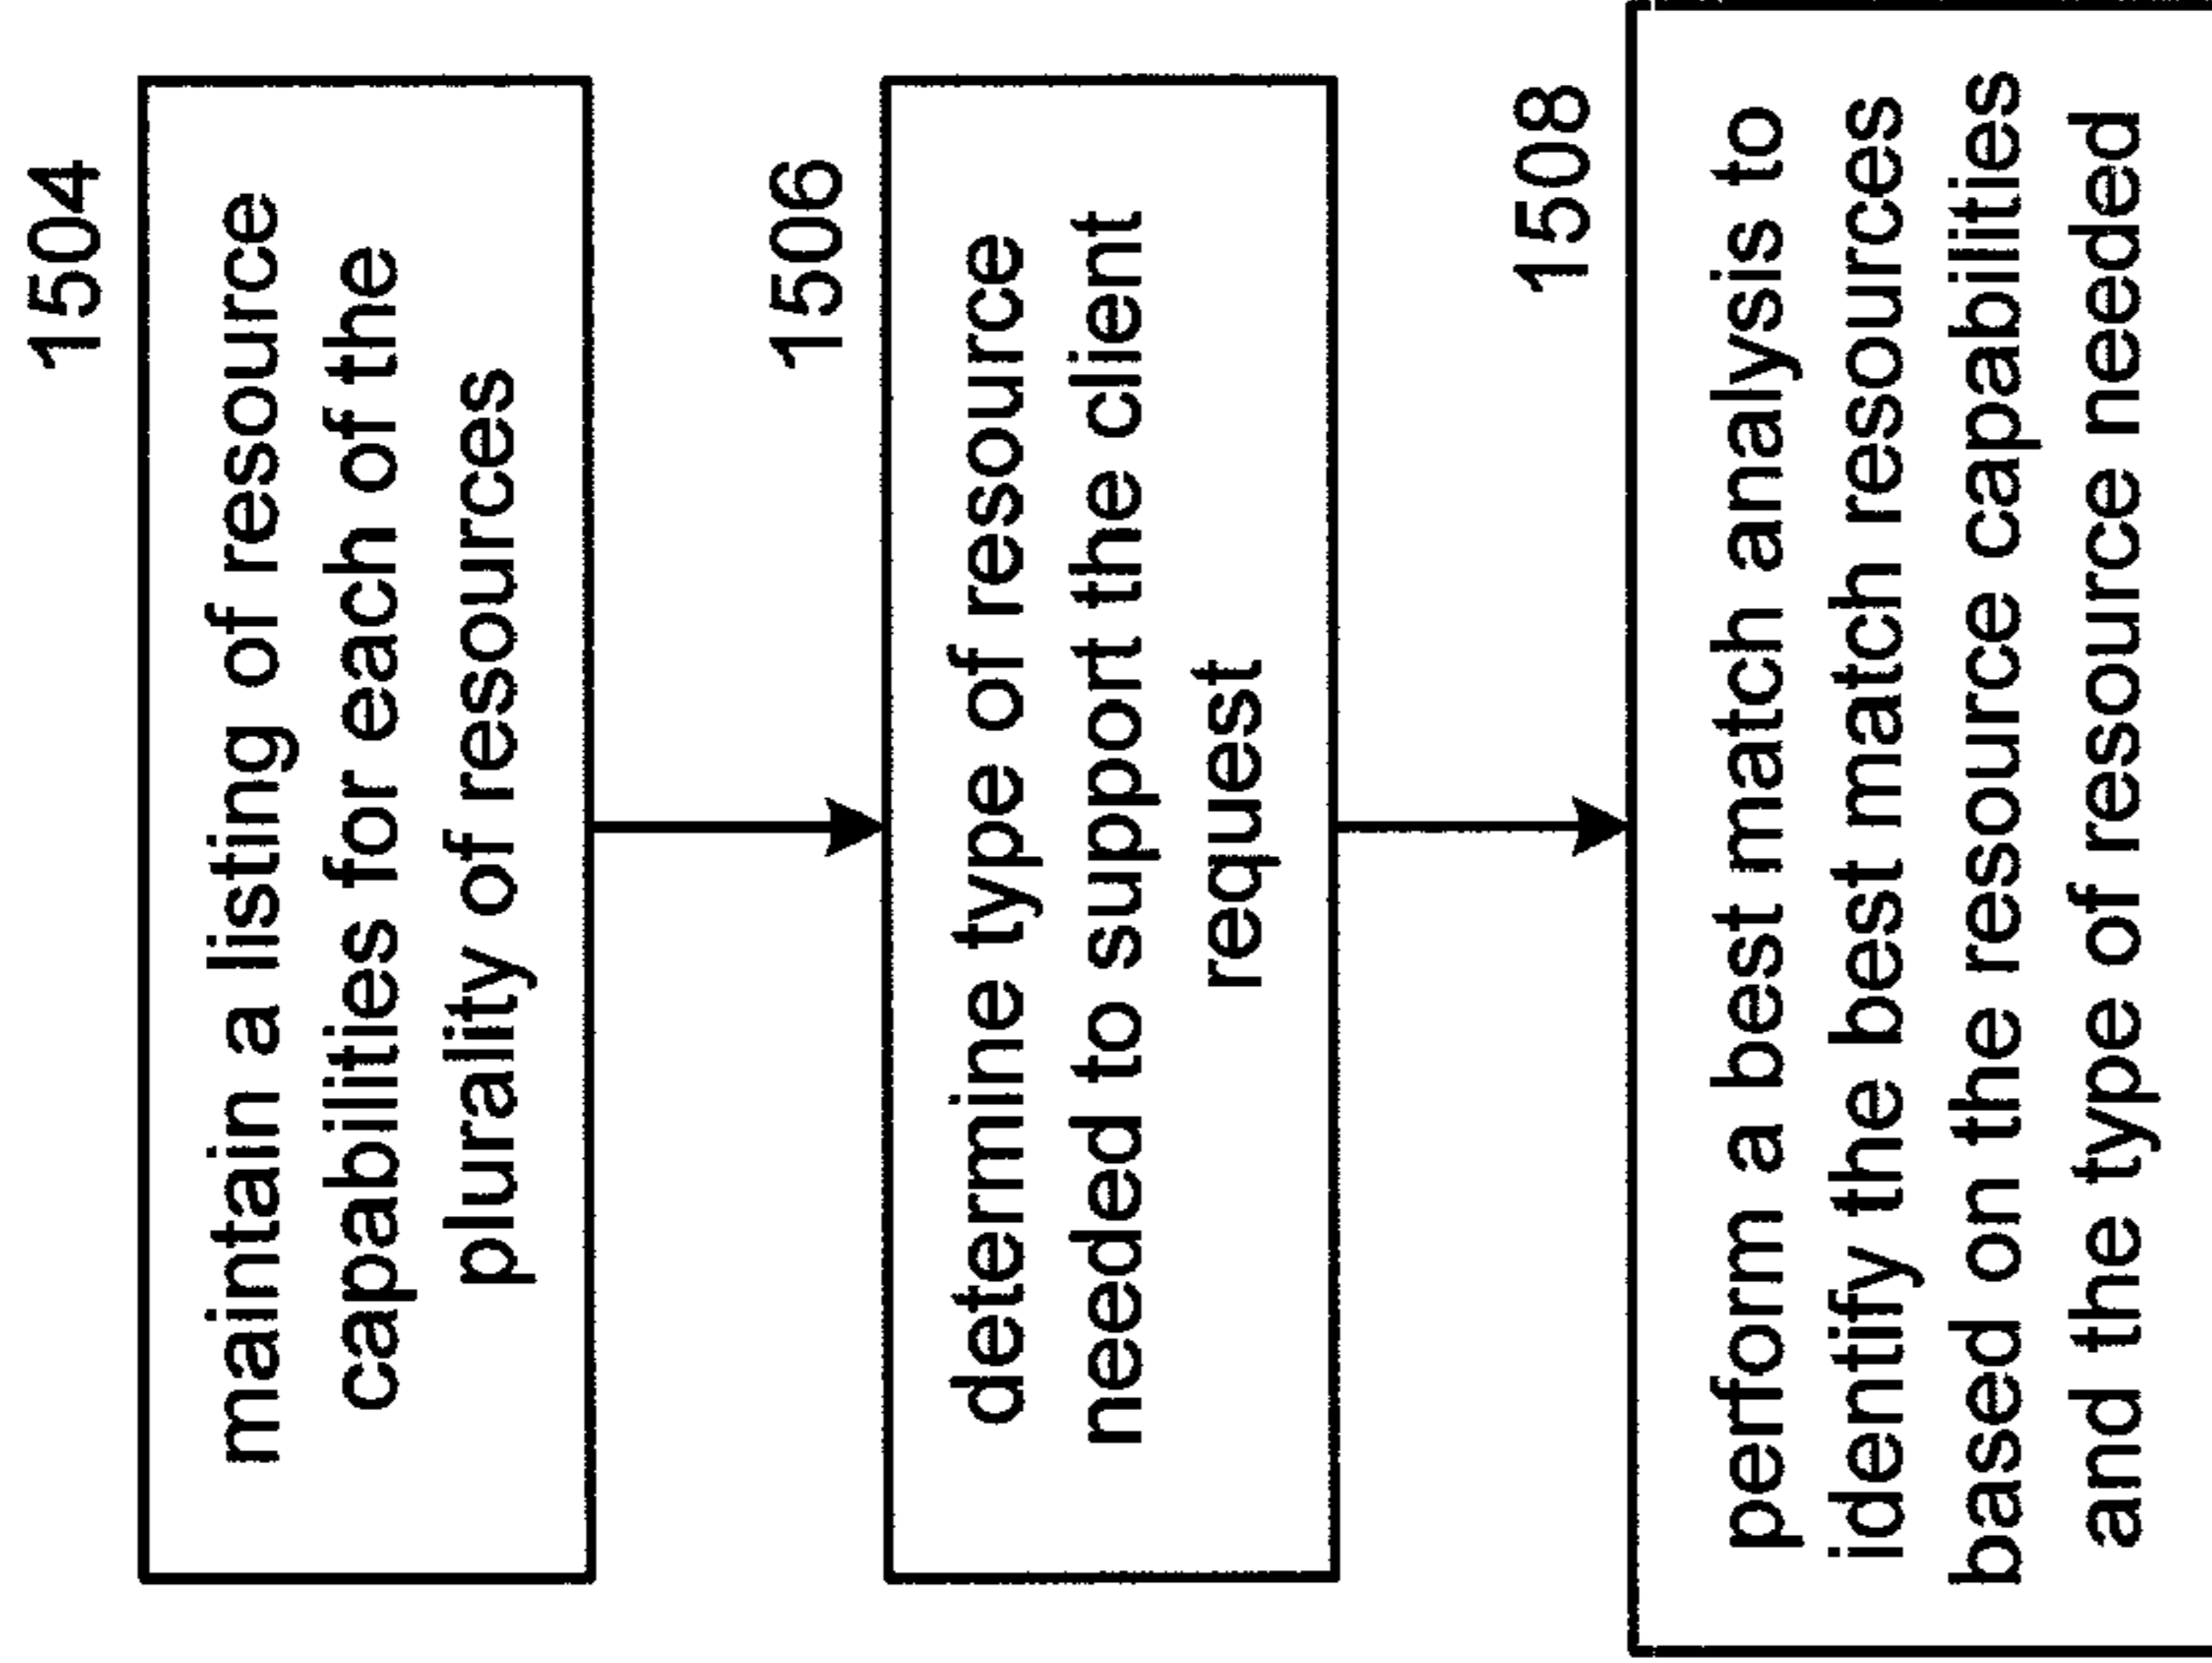 1504
maintain a listing of resource
capabilities for each of the
plurality of resources
1506
determine type of resource
needed to support the client
request
1508
perform a best match analysis to
identify the best match resources
based on the resource capabilities
and the type of resource needed